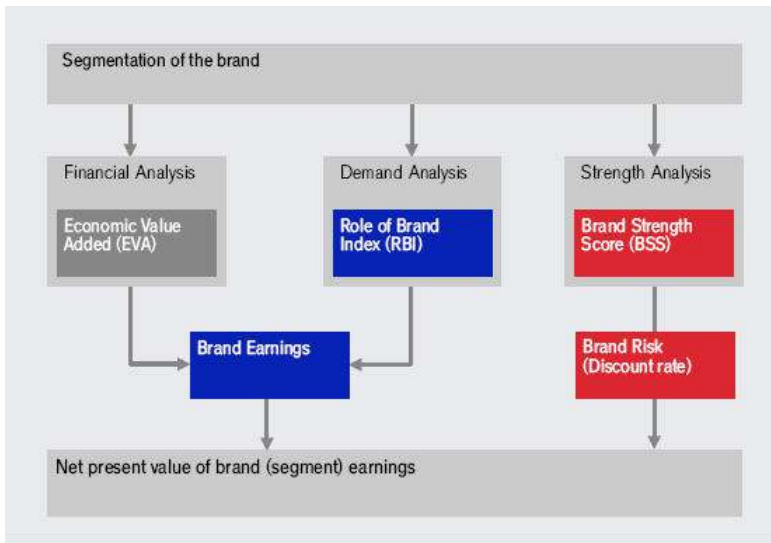 Segmentation of the brand
Financial Analysis
Economic Value
Added (EVA)
Demand Analysis
Role of Brand
Index (RBI)
Strength Analysis
Brand Strength
Score (BSS)
Brand Earnings
Brand Risk
(Discount rate)
Net present value of brand (segment) earnings